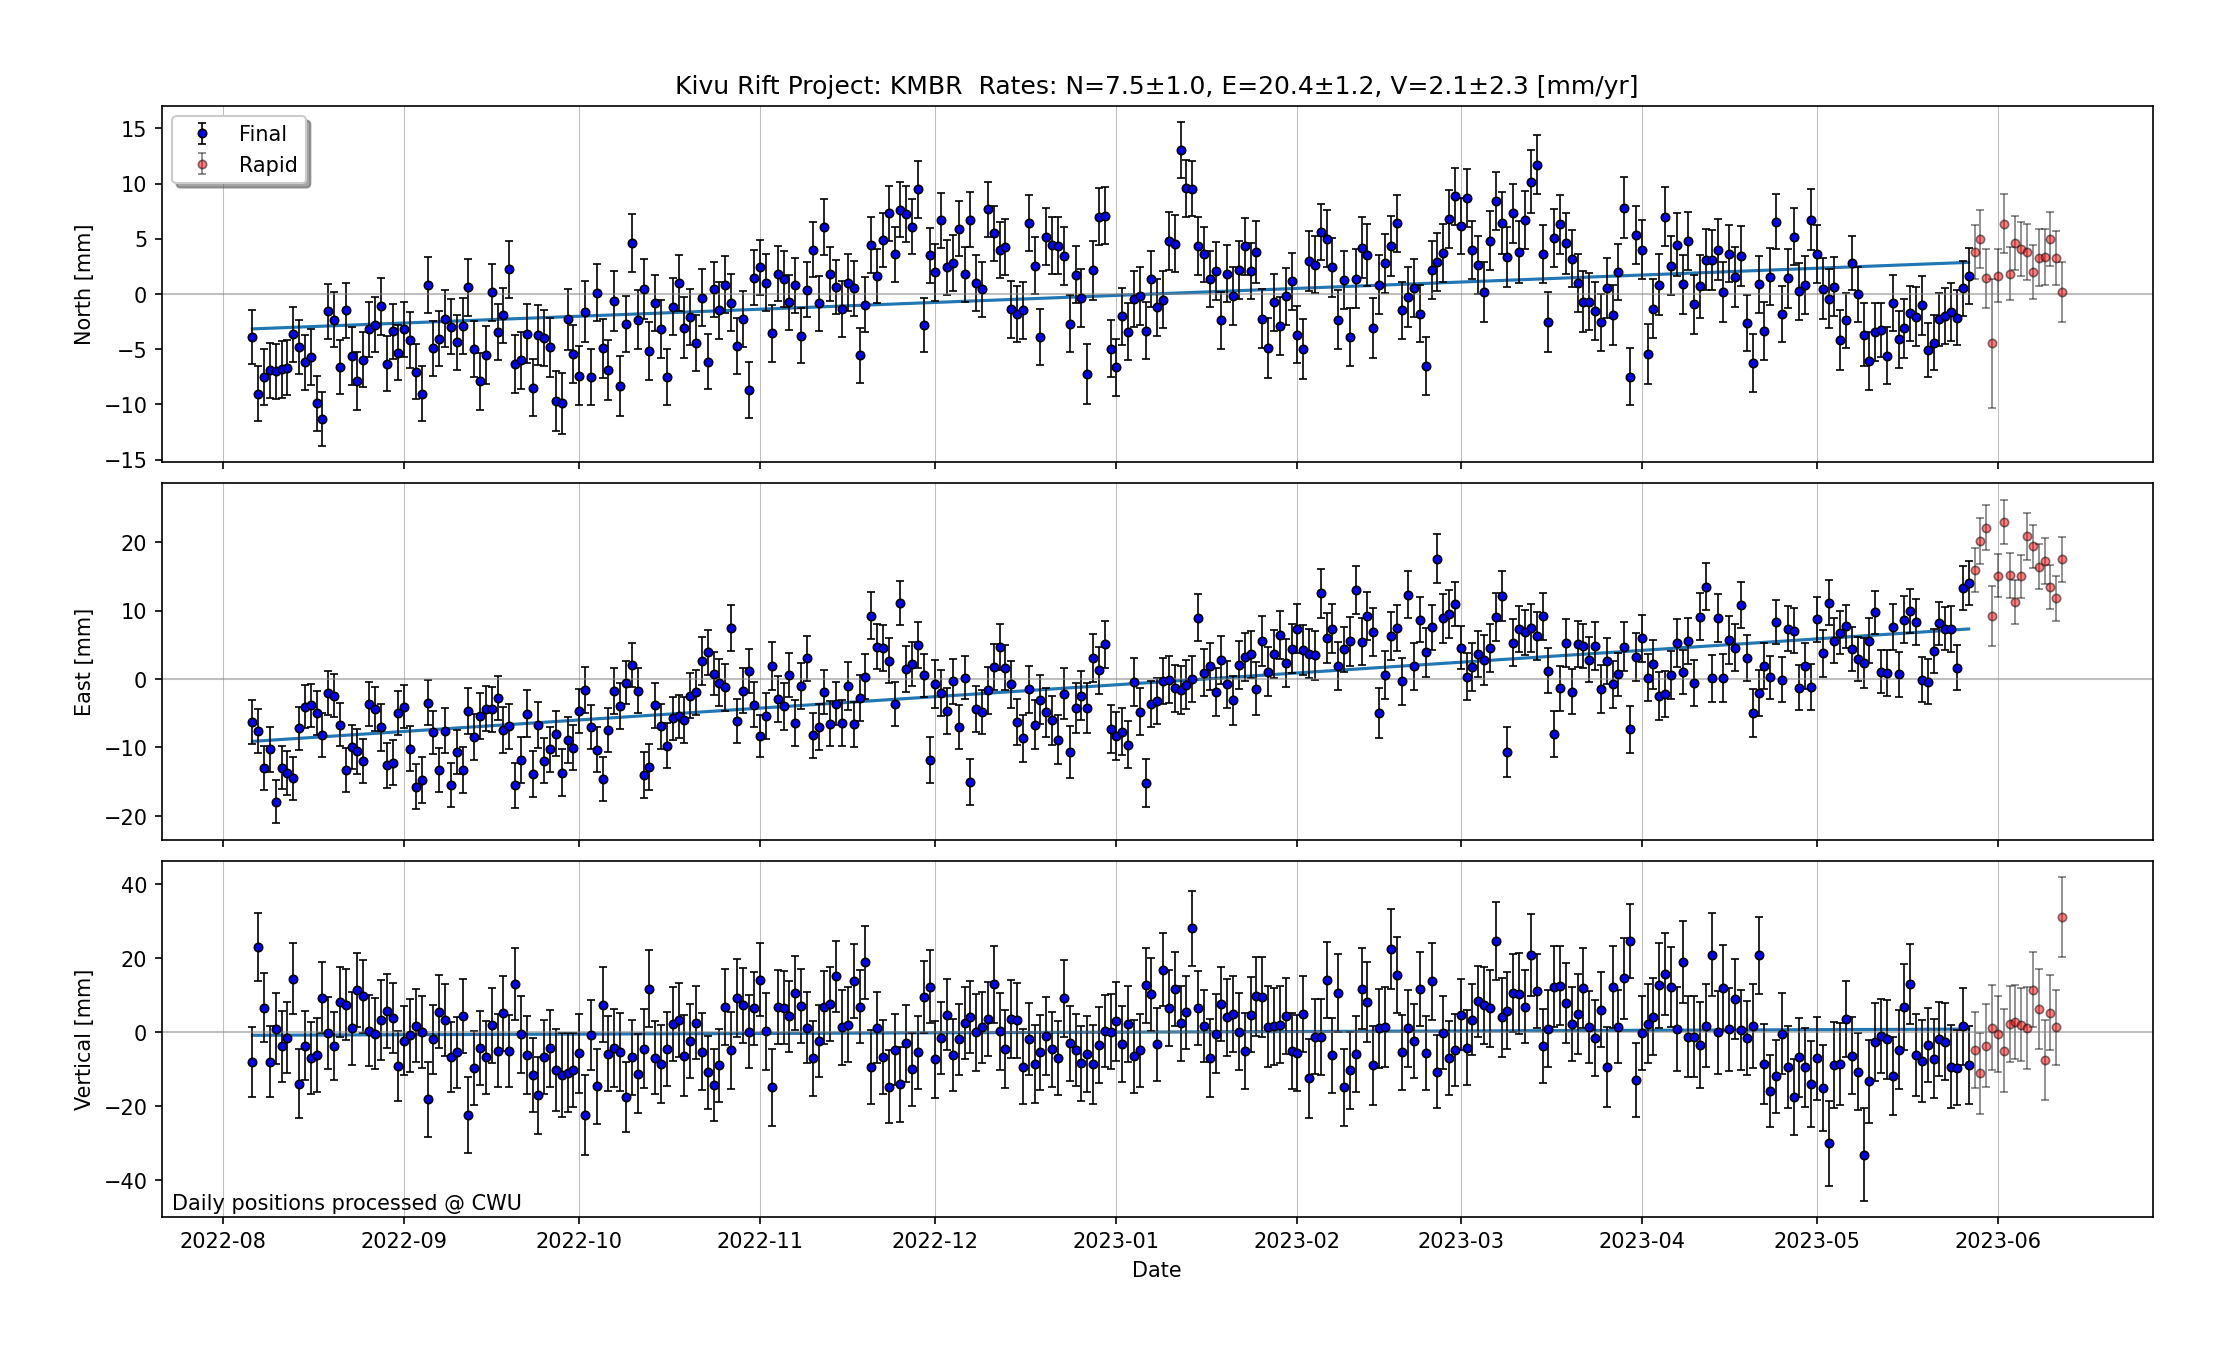 Kivu Rift Project: KMBR  Rates: N=7.5±1.0, E=20.4±1.2, V=2.1±2.3 [mm/yr]
Final
Rapid
North [mm]
15
10
5
0
−5
−10
−15
East [mm]
20
10
0
−10
−20
Vertical [mm]
40
20
0
−20
−40
Daily positions processed @ CWU
2022-08 2022-09 2022-10 2022-11 2022-12 2023-01 2023-02 2023-03 2023-04 2023-05 2023-06
Date